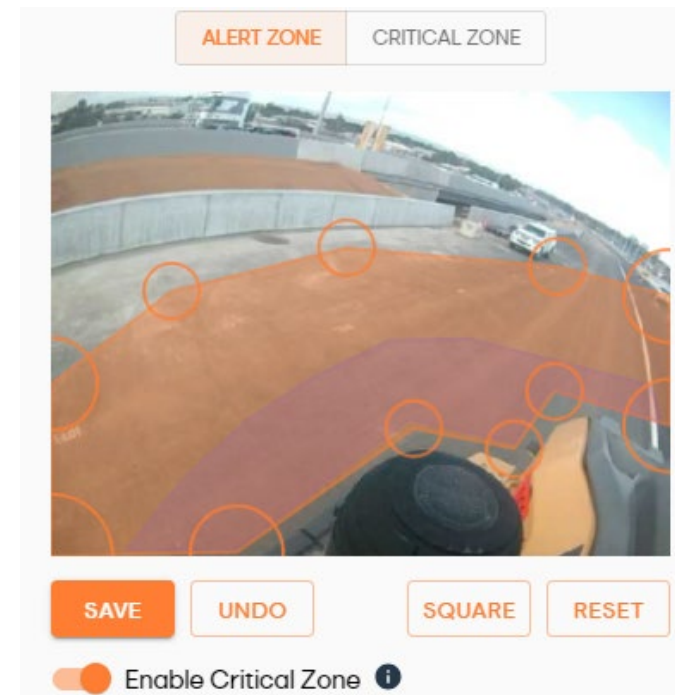 ALERT ZONE CRITICAL ZONE
SAVE UNDO SQUARE RESET
Enable Critical Zone i